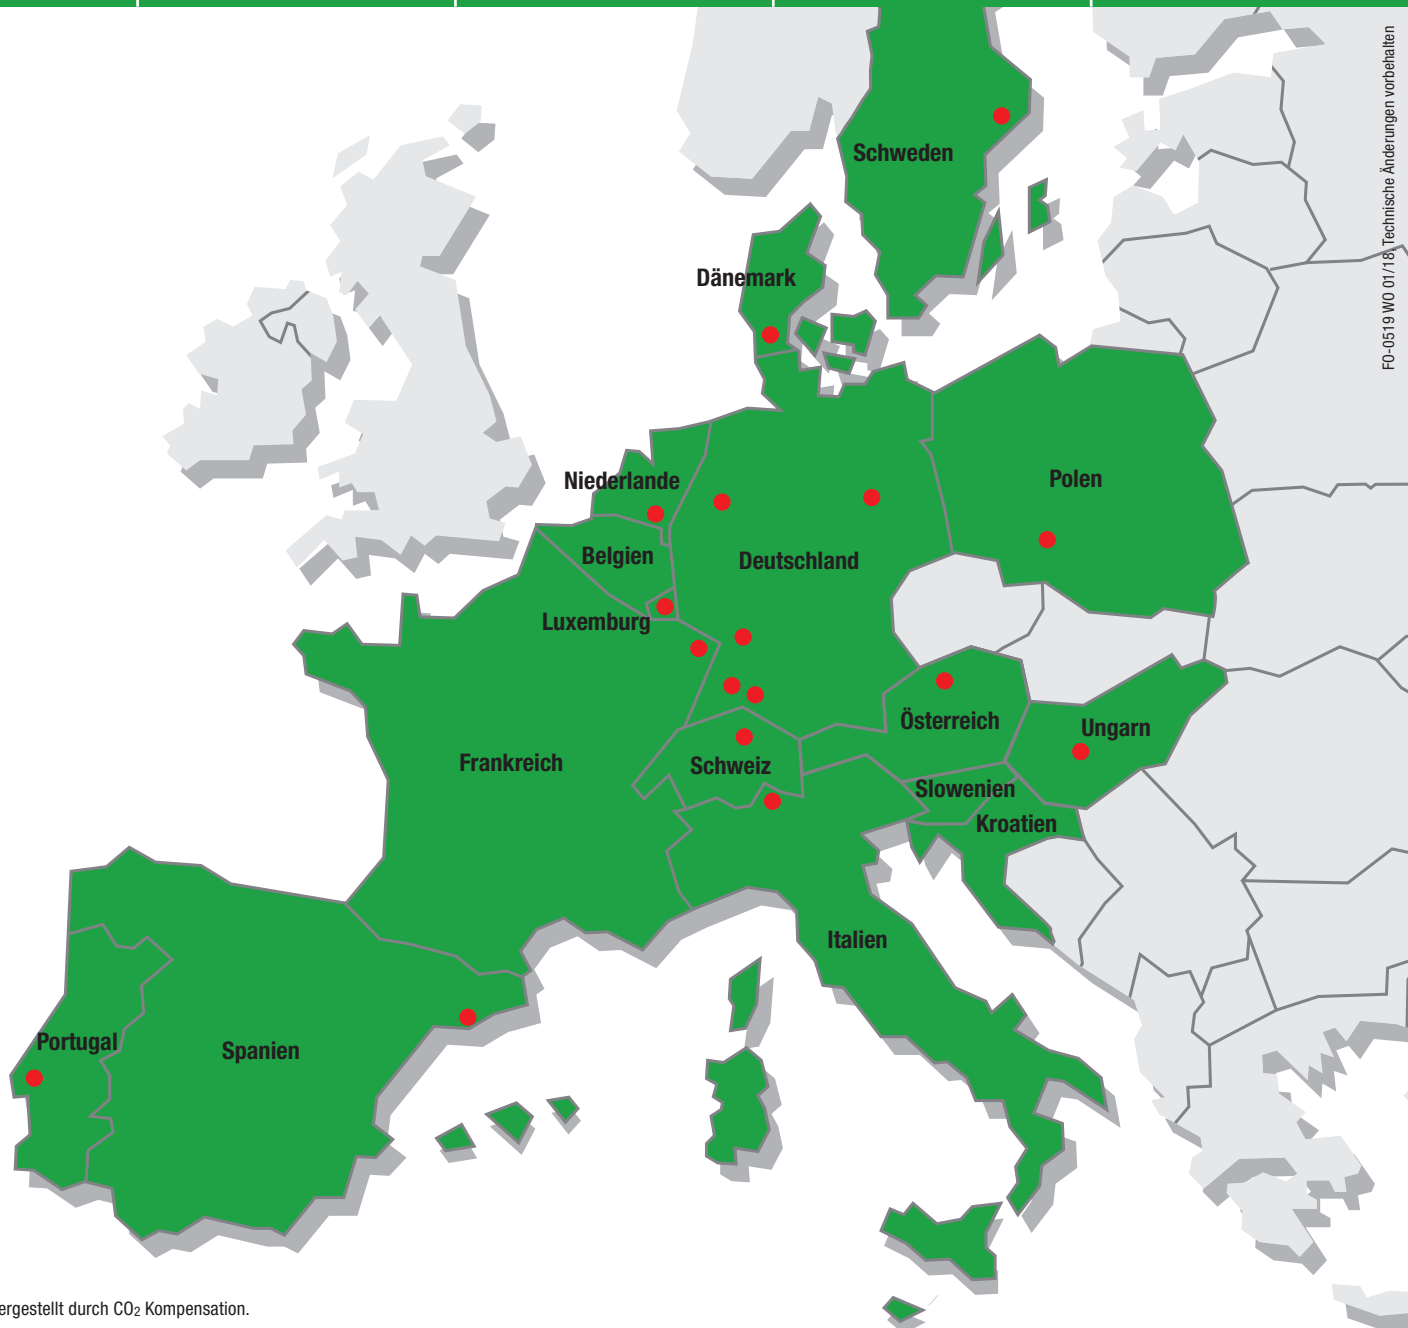 FO-0519 WO 01/18, Technische Änderungen vorbehalten
Schweden
Dänemark
Niederlande
Polen
Belgien
Deutschland
Luxemburg
Österreich
Ungarn
Frankreich
Schweiz
Slowenien
Kroatien
Italien
Portugal
Spanien
ergestellt durch CO₂ Kompensation.